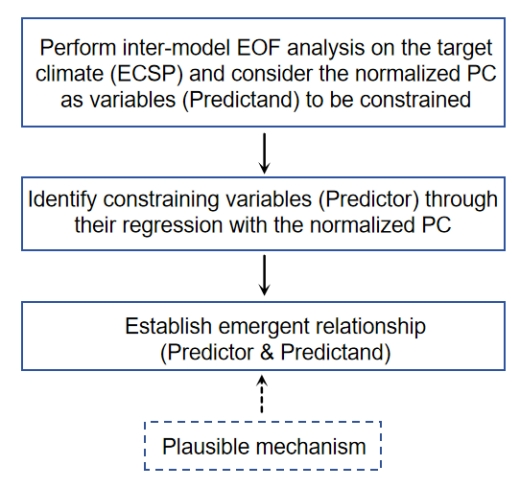 Perform inter-model EOF analysis on the target
climate (ECSP) and consider the normalized PC
as variables (Predictand) to be constrained
Identify constraining variables (Predictor) through
their regression with the normalized PC
Establish emergent relationship
(Predictor & Predictand)
Plausible mechanism